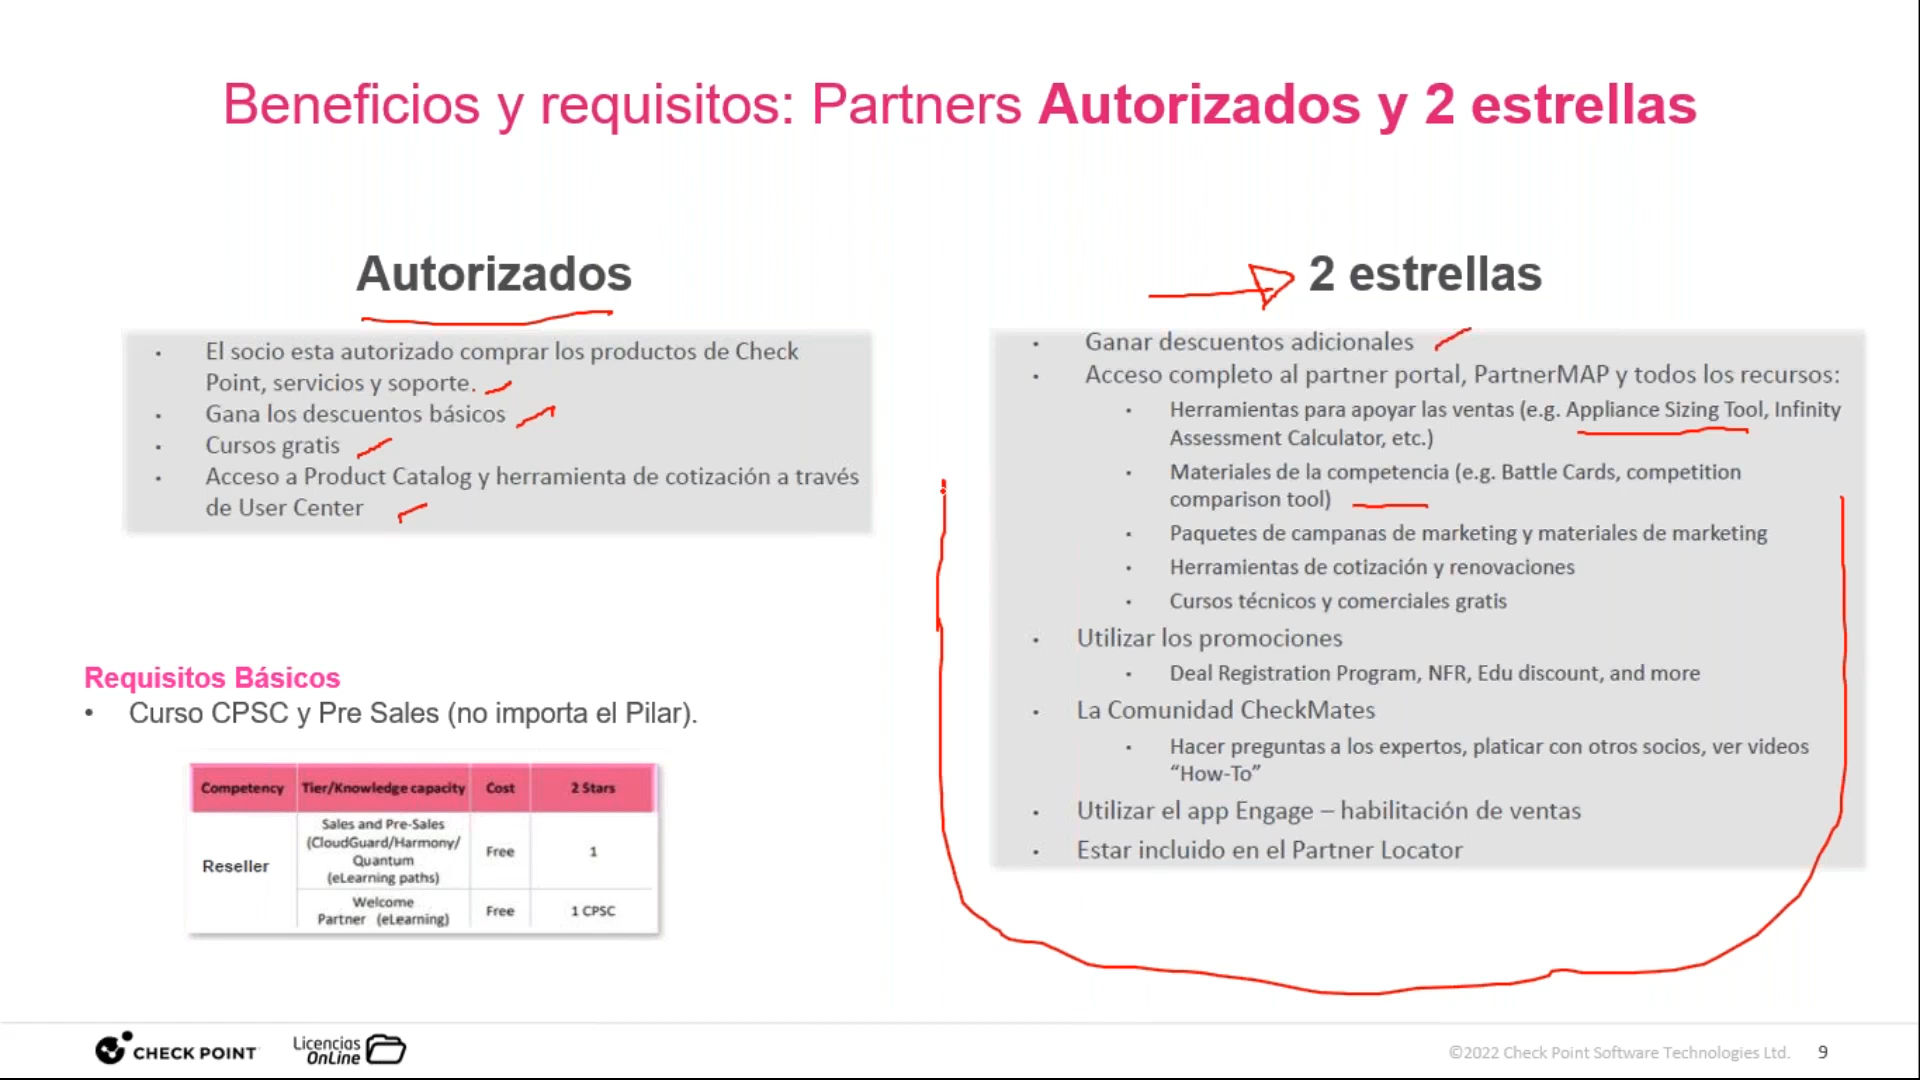 Beneficios y requisitos: Partners Autorizados y 2 estrellas
Autorizados
• El socio esta autorizado comprar los productos de Check
Point, servicios y soporte.
• Gana los descuentos básicos
• Cursos gratis
• Acceso a Product Catalog y herramienta de cotización a través
de User Center
Requisitos Básicos
• Curso CPSC y Pre Sales (no importa el Pilar).
Competency Tier/Knowledge capacity Cost 2 Stars
Reseller
Sales and Pre-Sales
(CloudGuard/Harmony/
Quantum
(eLearning paths)
Free 1
Welcome
Partner (eLearning)
Free 1 CPSC
2 estrellas
• Ganar descuentos adicionales
• Acceso completo al partner portal, PartnerMAP y todos los recursos:
• Herramientas para apoyar las ventas (e.g. Appliance Sizing Tool, Infinity
Assessment Calculator, etc.)
• Materiales de la competencia (e.g. Battle Cards, competition
comparison tool)
• Paquetes de campanas de marketing y materiales de marketing
• Herramientas de cotización y renovaciones
• Cursos técnicos y comerciales gratis
• Utilizar los promociones
• Deal Registration Program, NFR, Edu discount, and more
• La Comunidad CheckMates
• Hacer preguntas a los expertos, platicar con otros socios, ver videos
“How-To”
• Utilizar el app Engage – habilitación de ventas
• Estar incluido en el Partner Locator
CHECK POINT
Licencias
OnLine
©2022 Check Point Software Technologies Ltd. 9